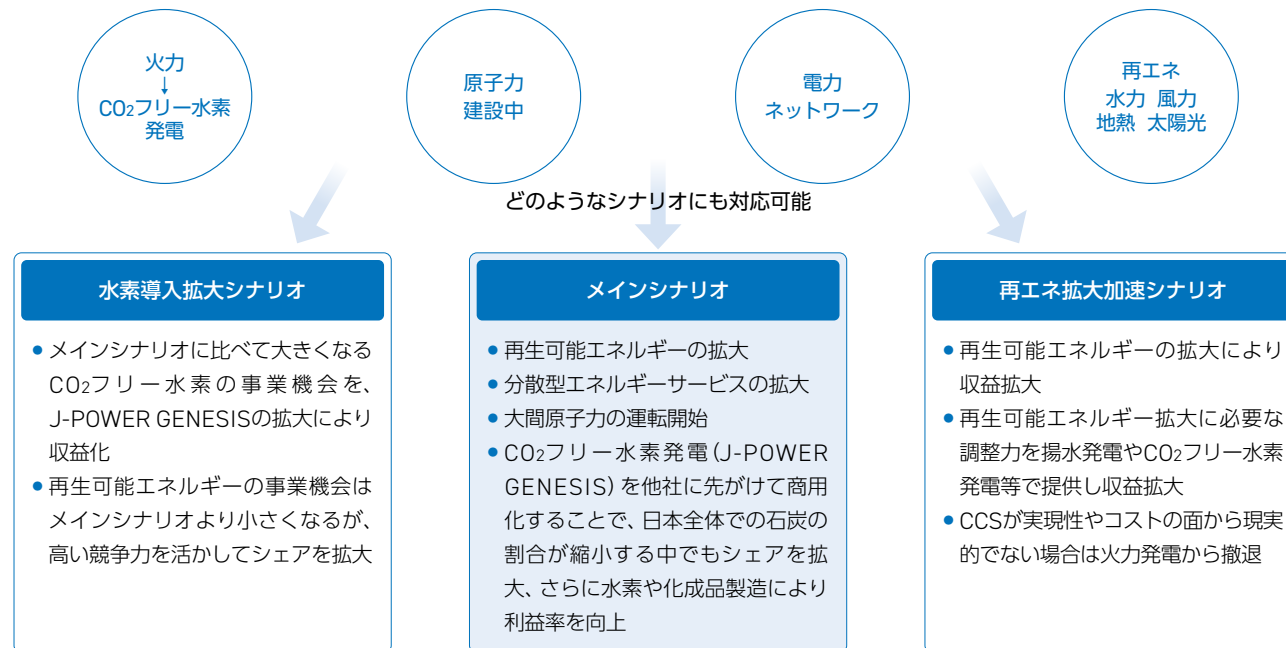 火力
↓
CO2フリー水素
発電
原子力
建設中
電力
ネットワーク
再エネ
水力 風力
地熱 太陽光
どのようなシナリオにも対応可能
水素導入拡大シナリオ
● メインシナリオに比べて大きくなる
CO2フリー水素の事業機会を、
J-POWER GENESISの拡大により
収益化
● 再生可能エネルギーの事業機会は
メインシナリオより小さくなるが、
高い競争力を活かしてシェアを拡大
メインシナリオ
● 再生可能エネルギーの拡大
● 分散型エネルギーサービスの拡大
● 大間原子力の運転開始
● CO2フリー水素発電（J-POWER
GENESIS）を他社に先がけて商用
化することで、日本全体での石炭の
割合が縮小する中でもシェアを拡
大、さらに水素や化成品製造により
利益率を向上
再エネ拡大加速シナリオ
● 再生可能エネルギーの拡大により
収益拡大
● 再生可能エネルギー拡大に必要な
調整力を揚水発電やCO2フリー水素
発電等で提供し収益拡大
● CCSが実現性やコストの面から現実
的でない場合は火力発電から撤退